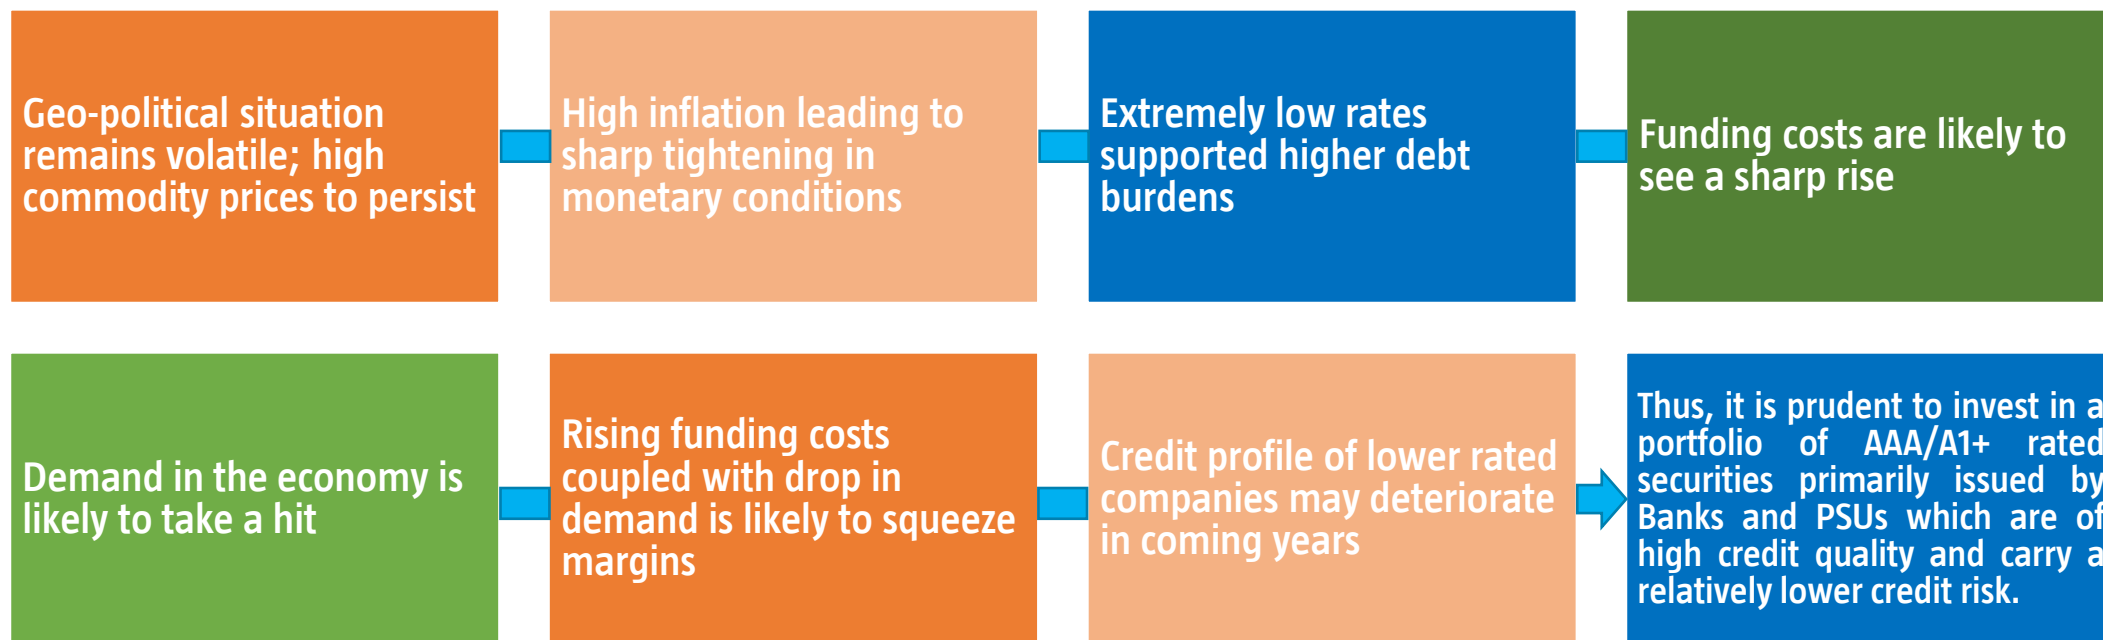 Geo-political situation
remains volatile; high
commodity prices to persist
High inflation leading to
sharp tightening in
monetary conditions
Extremely low rates
supported higher debt
burdens
Funding costs are likely to
see a sharp rise
Demand in the economy is
likely to take a hit
Rising funding costs
coupled with drop in
demand is likely to squeeze
margins
Credit profile of lower rated
companies may deteriorate
in coming years
Thus, it is prudent to invest in a
portfolio of AAA/A1+ rated
securities primarily issued by
Banks and PSUs which are of
high credit quality and carry a
relatively lower credit risk.